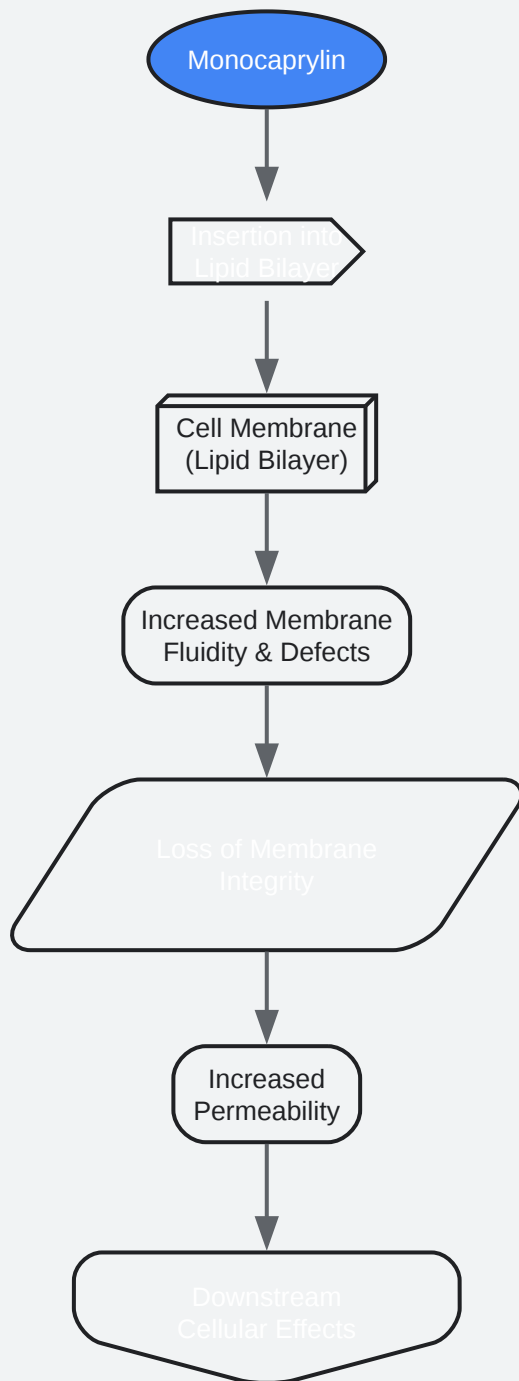 Monocaprylin
Insertion into
Lipid Bilayer
Cell Membrane
(Lipid Bilayer)
Increased Membrane
Fluidity & Defects
Loss of Membrane
Integrity
Increased
Permeability
Downstream
Cellular Effects